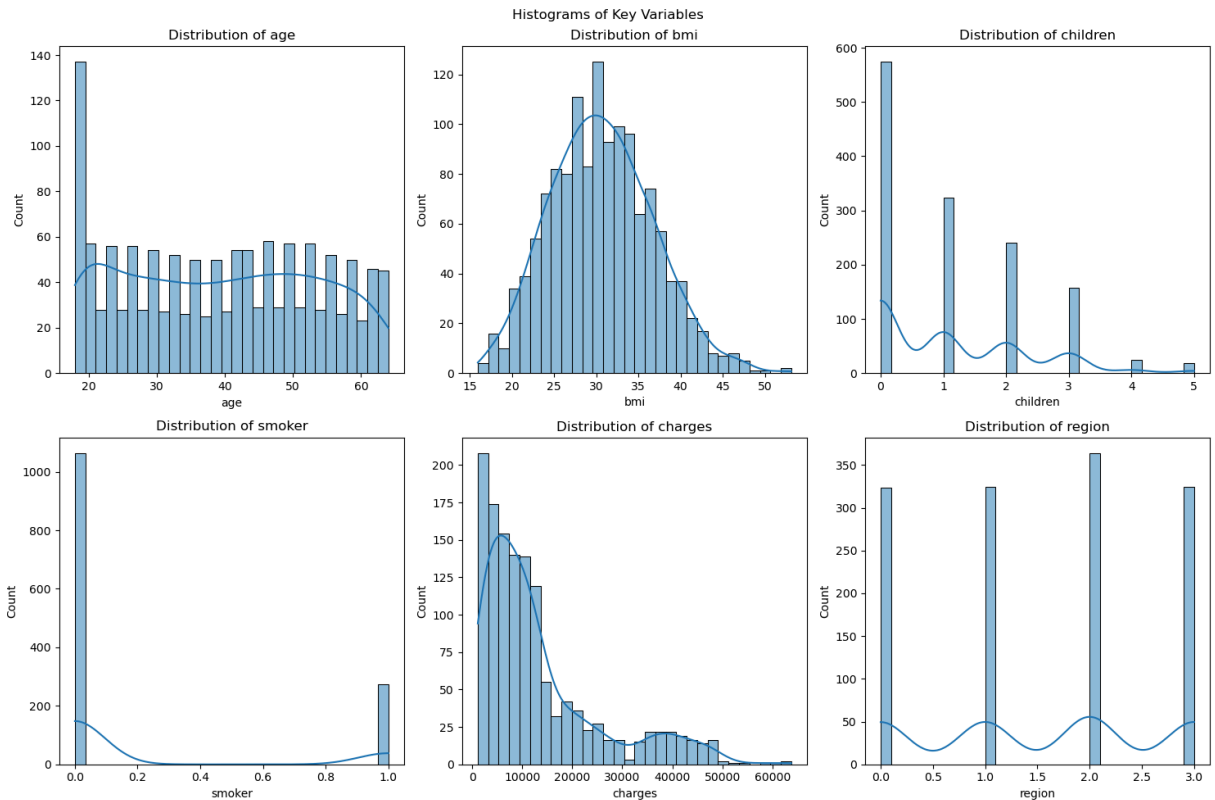 Histograms of Key Variables
Distribution of age
140
120
100
80
60
40
20
0
Count
20 30 40 50 60
age
Distribution of bmi
120
100
80
60
40
20
0
Count
15 20 25 30 35 40 45 50
bmi
Distribution of children
600
500
400
300
200
100
0
Count
0 1 2 3 4 5
children
Distribution of smoker
1000
800
600
400
200
0
Count
0.0 0.2 0.4 0.6 0.8 1.0
smoker
Distribution of charges
200
175
150
125
100
75
50
25
0
Count
0 10000 20000 30000 40000 50000 60000
charges
Distribution of region
350
300
250
200
150
100
50
0
Count
0.0 0.5 1.0 1.5 2.0 2.5 3.0
region